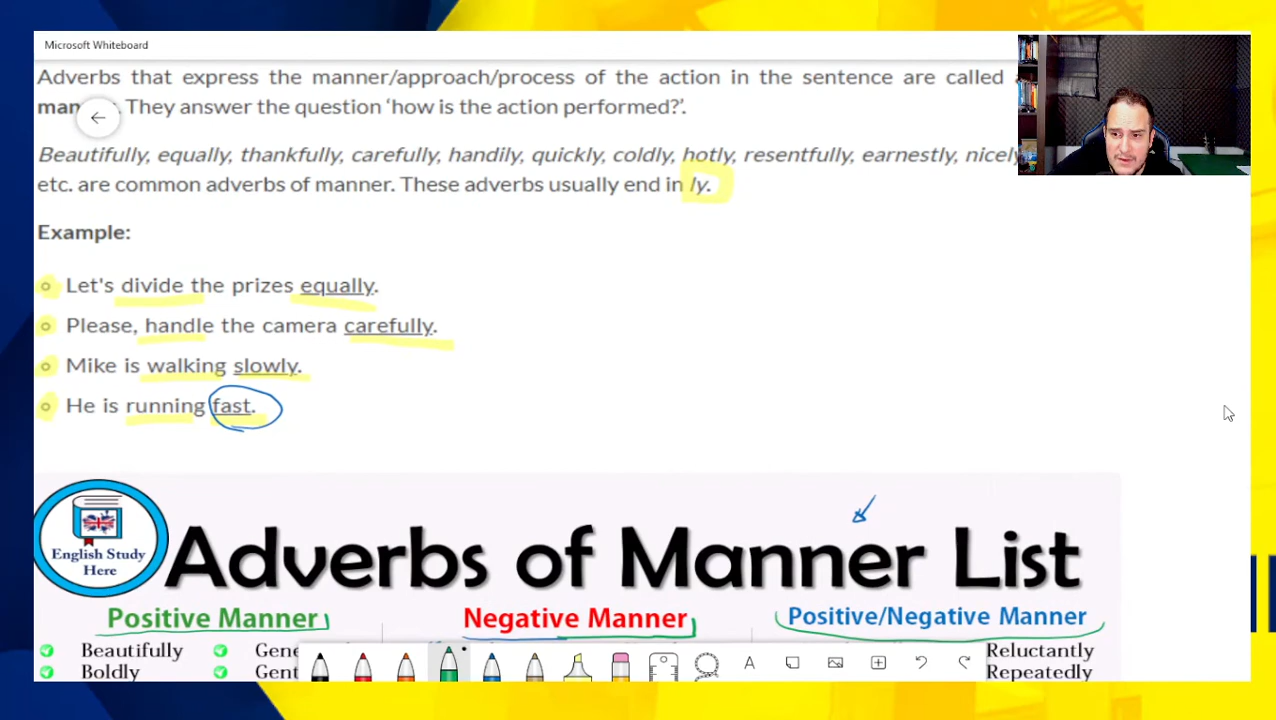 Microsoft Whiteboard
Adverbs that express the manner/approach/process of the action in the sentence are called
They answer the question 'how is the action performed?'.
Beautifully, equally, thankfully, carefully, handily, quickly, coldly, hotly, resentfully, earnestly, nicely
etc. are common adverbs of manner. These adverbs usually end in ly.
Example:
Let's divide the prizes equally.
Please, handle the camera carefully.
Mike is walking slowly.
He is running fast.
English Study
Here
Adverbs of Manner List
Positive Manner
Negative Manner
Positive/Negative Manner
Beautifully
Reluctantly
Boldly
Repeatedly
A